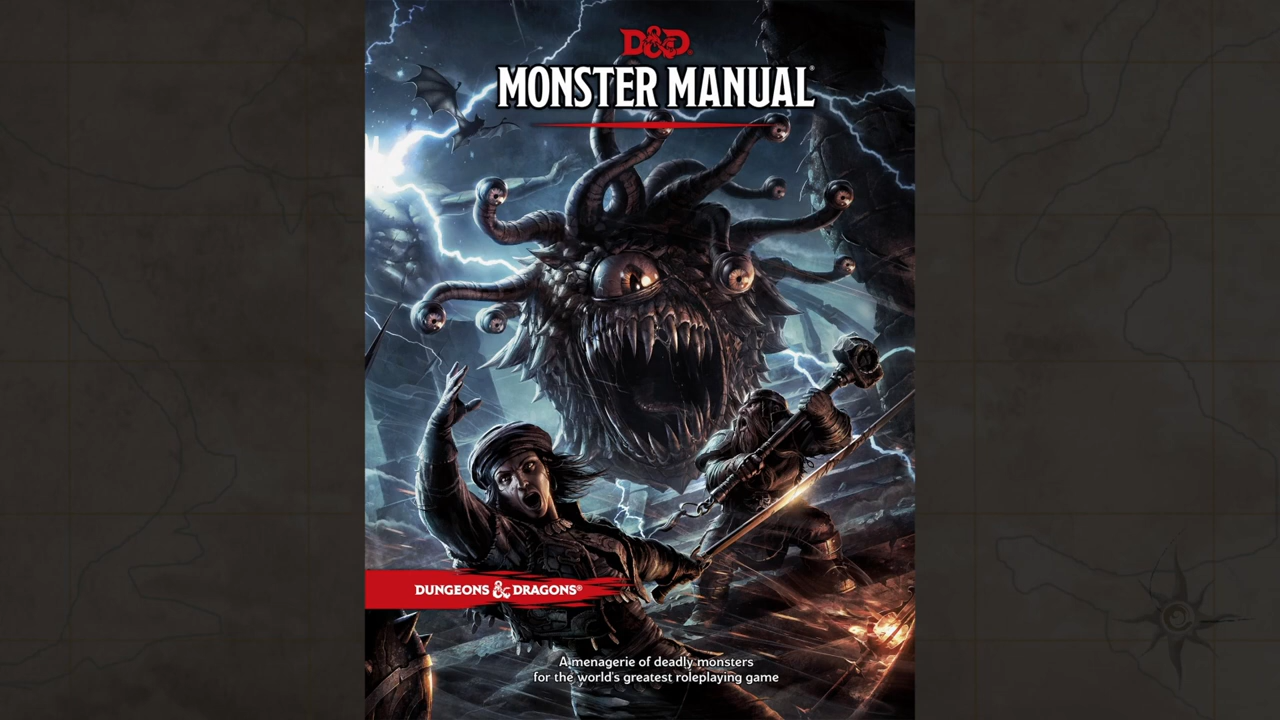 D&D
MONSTER MANUAL®
DUNGEONS & DRAGONS®
A menagerie of deadly monsters
for the world's greatest roleplaying game